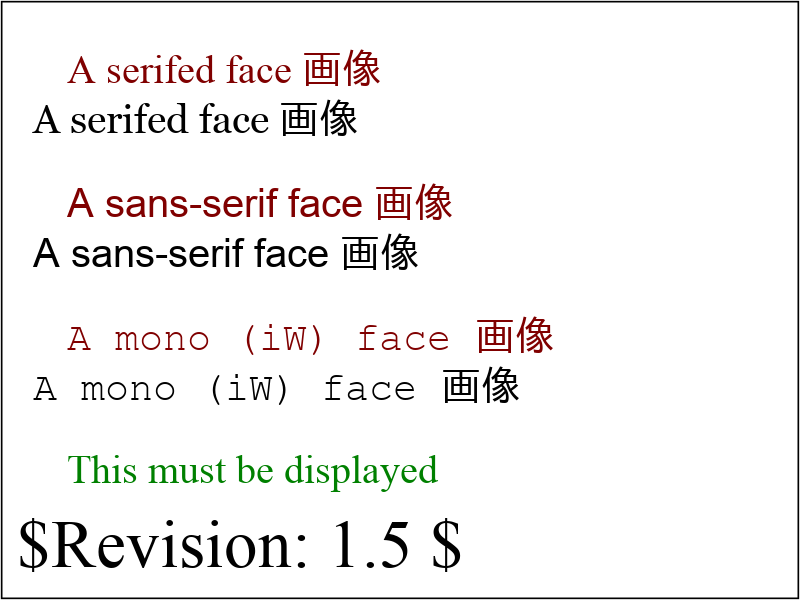 A serifed face 画像
A serifed face 画像
A sans-serif face 画像
A sans-serif face 画像
A mono (iW) face 画像
A mono (iW) face 画像
This must be displayed
$Revision: 1.5 $